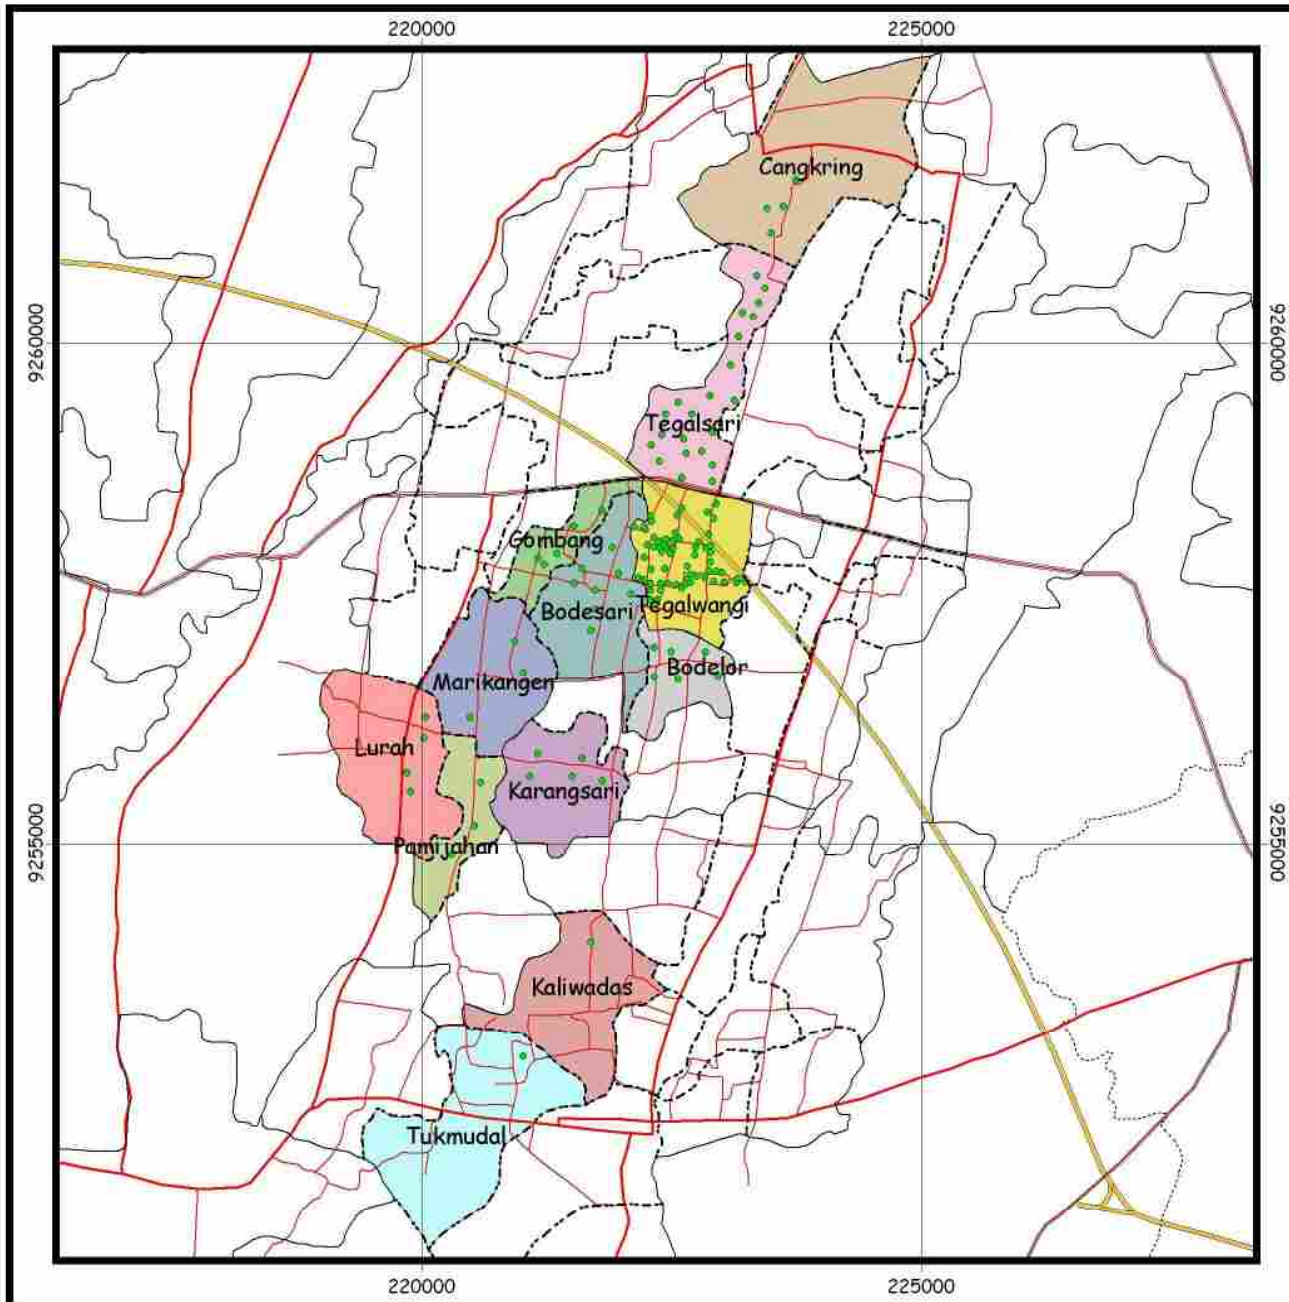 220000
225000
Cangkring
9260000
9260000
Tegalsari
Gombang
Tegalwangi
Bodesari
Bodelor
Marikangen
Lurah
Karangsari
Pamijahan
9255000
9255000
Kaliwadas
Tukmudal
220000
225000